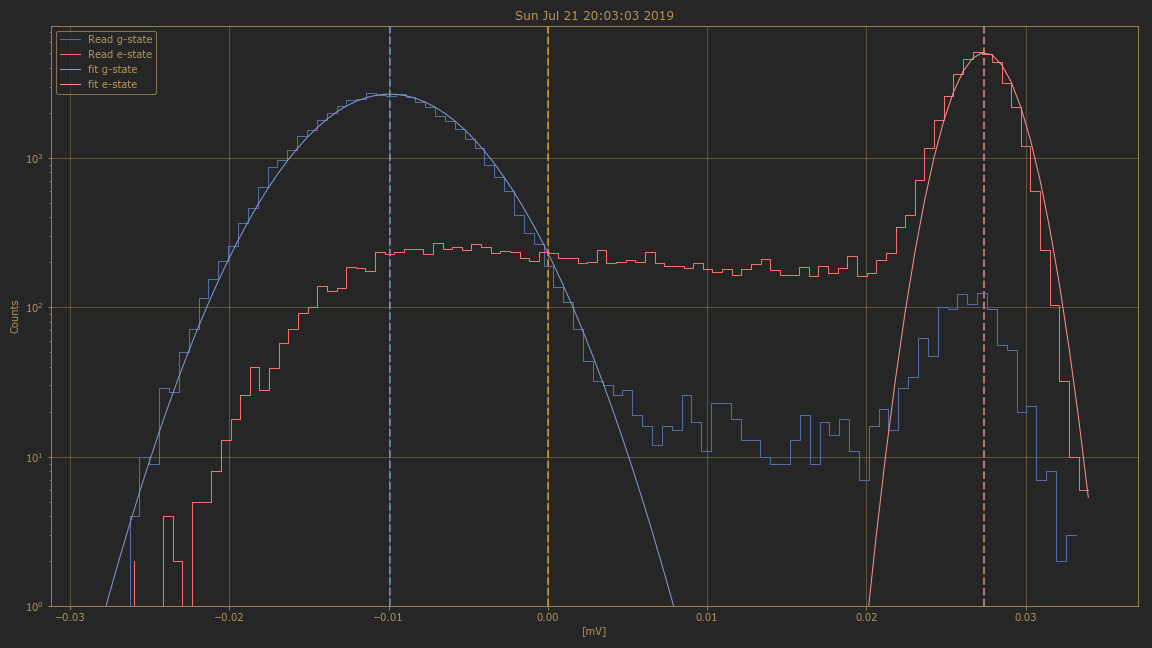 Sun Jul 21 20:03:03 2019
Read g-state
Read e-state
fit g-state
fit e-state
Counts
10³
10²
10¹
10⁰
−0.03 −0.02 −0.01 0.00 0.01 0.02 0.03
[mV]